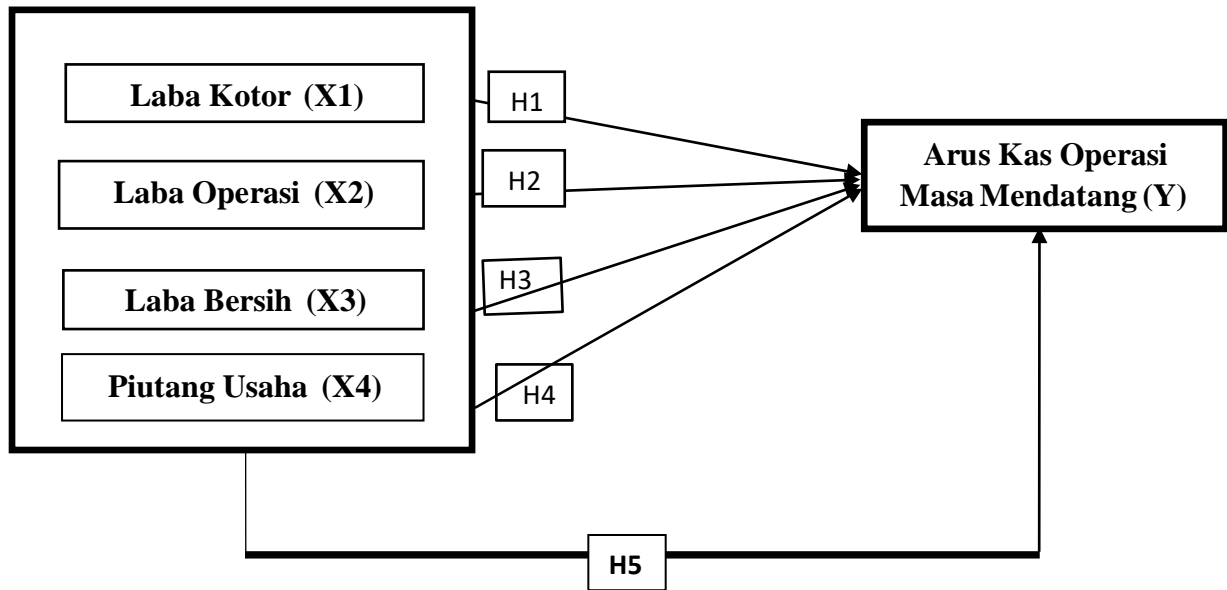 Laba Kotor (X1)
H1
Laba Operasi (X2)
H2
Laba Bersih (X3)
H3
Piutang Usaha (X4)
H4
Arus Kas Operasi
Masa Mendatang (Y)
H5